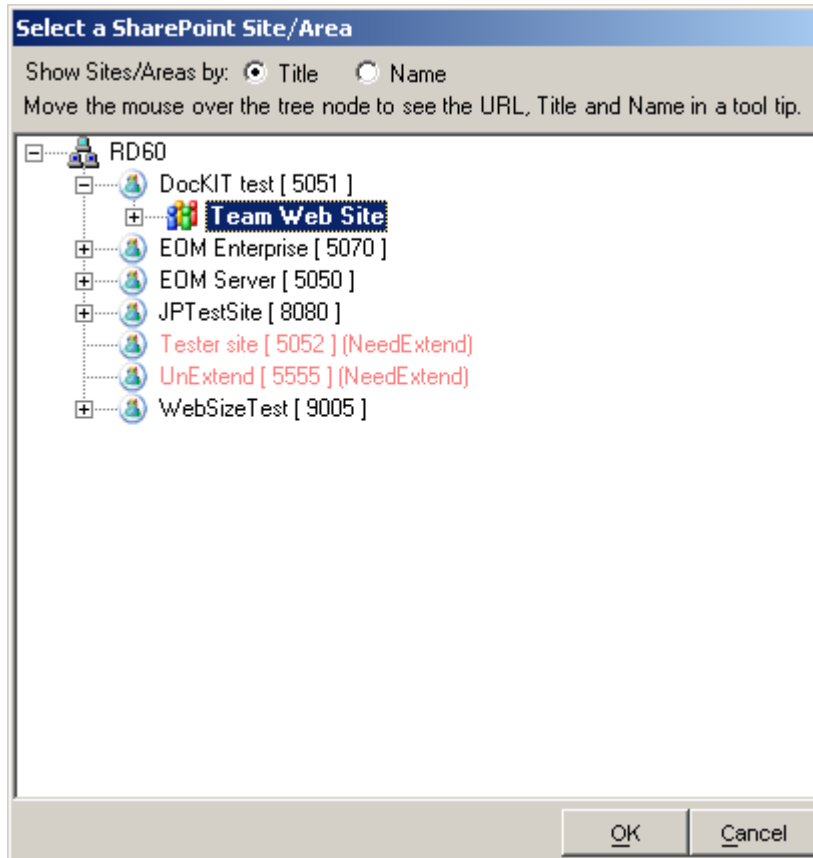 Select a SharePoint Site/Area
Show Sites/Areas by: Title Name
Move the mouse over the tree node to see the URL, Title and Name in a tool tip.
RD60
DocKIT test [ 5051 ]
Team Web Site
EOM Enterprise [ 5070 ]
EOM Server [ 5050 ]
JPTestSite [ 8080 ]
Tester site [ 5052 ] (NeedExtend)
UnExtend [ 5555 ] (NeedExtend)
WebSizeTest [ 9005 ]
OK Cancel